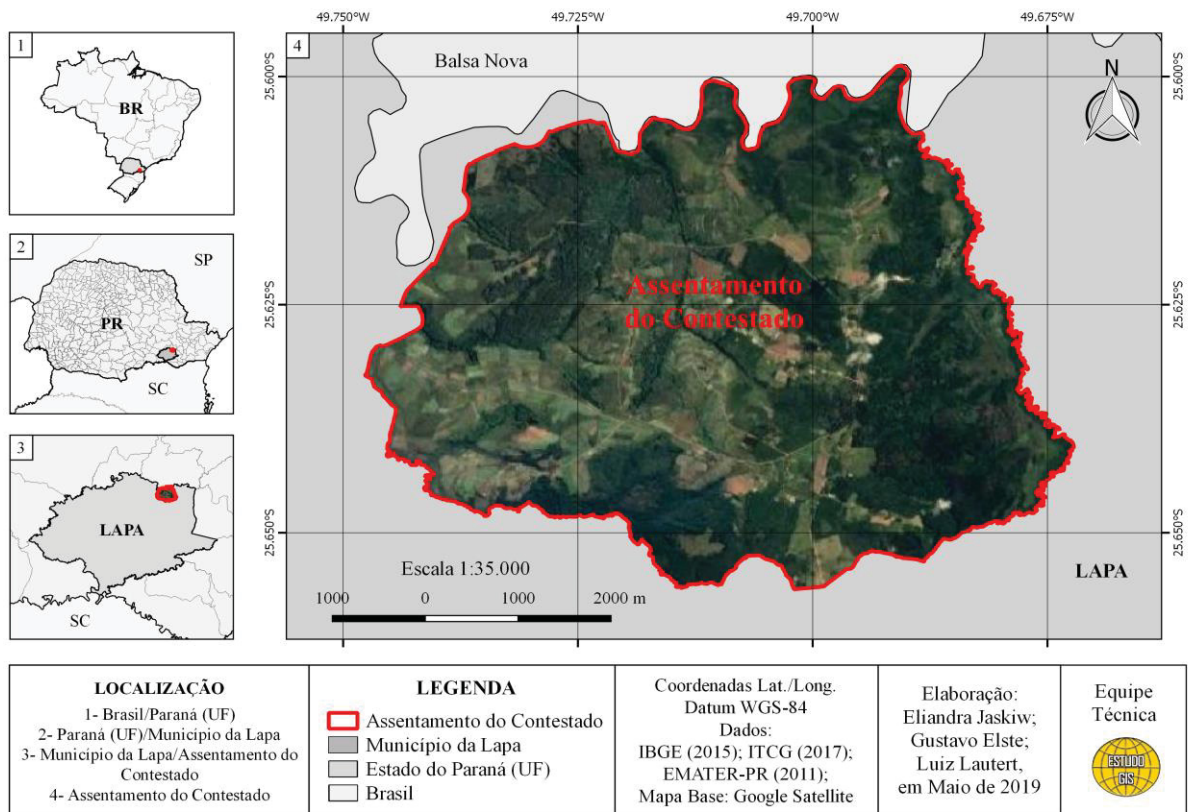 1
BR
2
SP
PR
SC
3
LAPA
SC
49.750°W
49.725°W
49.700°W
49.675°W
4
Balsa Nova
N
25.600°S
25.600°S
Assentamento
do Contestado
25.625°S
25.625°S
25.650°S
25.650°S
Escala 1:35.000
1000 0 1000 2000 m
LAPA
LOCALIZAÇÃO
1- Brasil/Paraná (UF)
2- Paraná (UF)/Município da Lapa
3- Município da Lapa/Assentamento do
Contestado
4- Assentamento do Contestado
LEGENDA
Assentamento do Contestado
Município da Lapa
Estado do Paraná (UF)
Brasil
Coordenadas Lat./Long.
Datum WGS-84
Dados:
IBGE (2015); ITCG (2017);
EMATER-PR (2011);
Mapa Base: Google Satellite
Elaboração:
Eliandra Jaskiw;
Gustavo Elste;
Luiz Lautert,
em Maio de 2019
Equipe
Técnica
ESTUDO
GIS